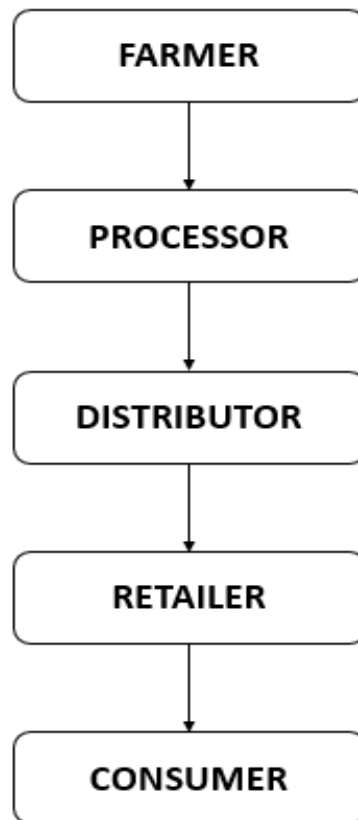 FARMER
PROCESSOR
DISTRIBUTOR
RETAILER
CONSUMER